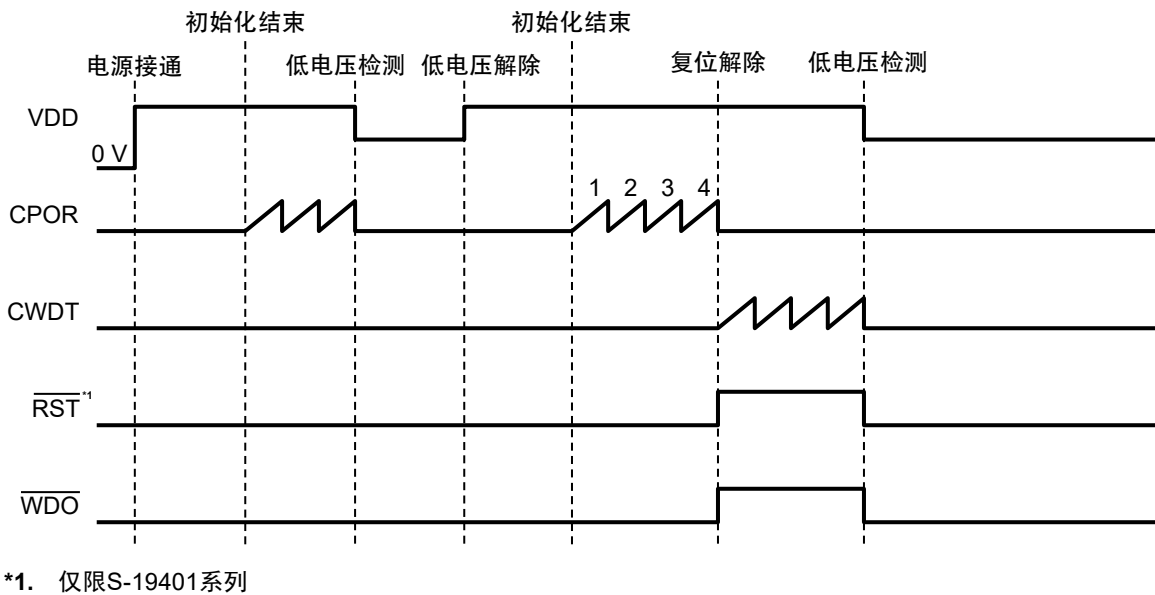 初始化结束 初始化结束
电源接通 低电压检测 低电压解除 复位解除 低电压检测
VDD
0 V
1 2 3 4
CPOR
CWDT
RST*1
WDO
*1. 仅限S-19401系列